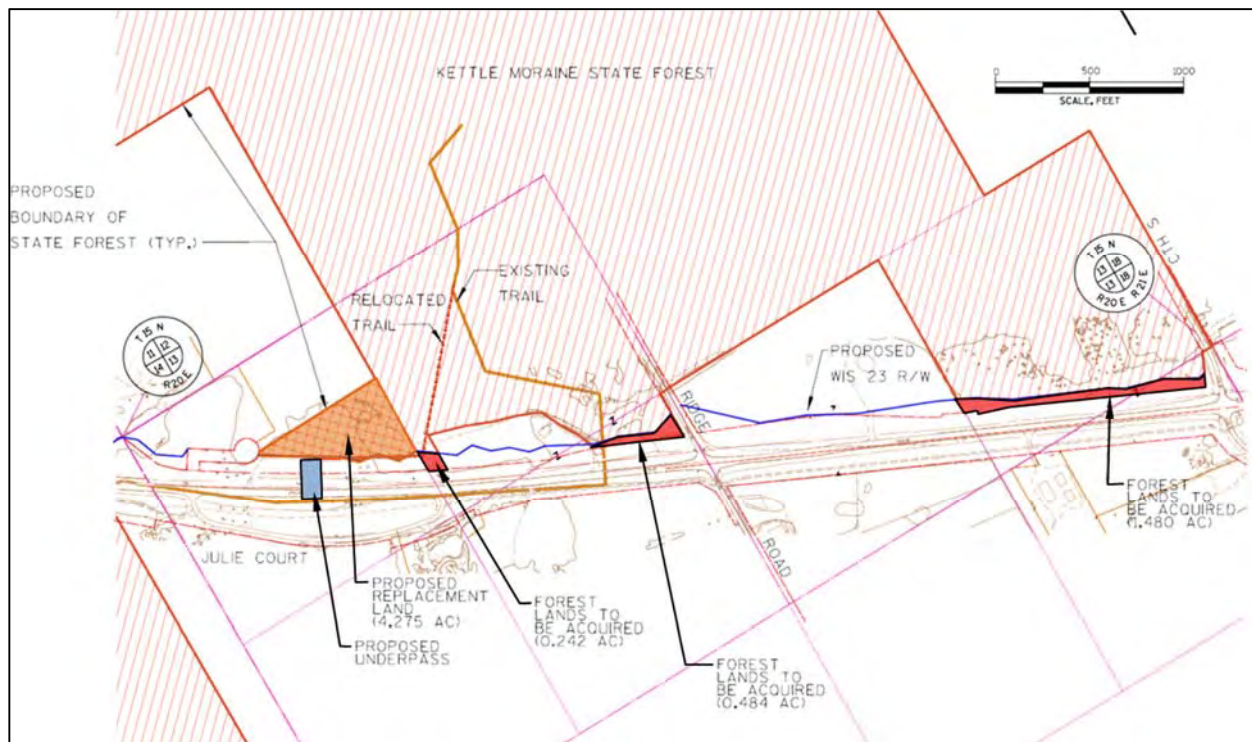 KETTLE MORAINE STATE FOREST
0 500 1000
SCALE, FEET
PROPOSED
BOUNDARY OF
STATE FOREST (TYP.)
EXISTING
TRAIL
RELOCATED
TRAIL
T 15 N
11 12
14 13
R20 E
T 15 N
13 18
13 18
R20 E R21 E
CTH S
PROPOSED
WIS 23 R/W
RIDGE
ROAD
JULIE COURT
PROPOSED
REPLACEMENT
LAND
(4.275 AC)
PROPOSED
UNDERPASS
FOREST
LANDS TO
BE ACQUIRED
(0.242 AC)
FOREST
LANDS TO
BE ACQUIRED
(0.484 AC)
FOREST
LANDS TO
BE ACQUIRED
(1.480 AC)